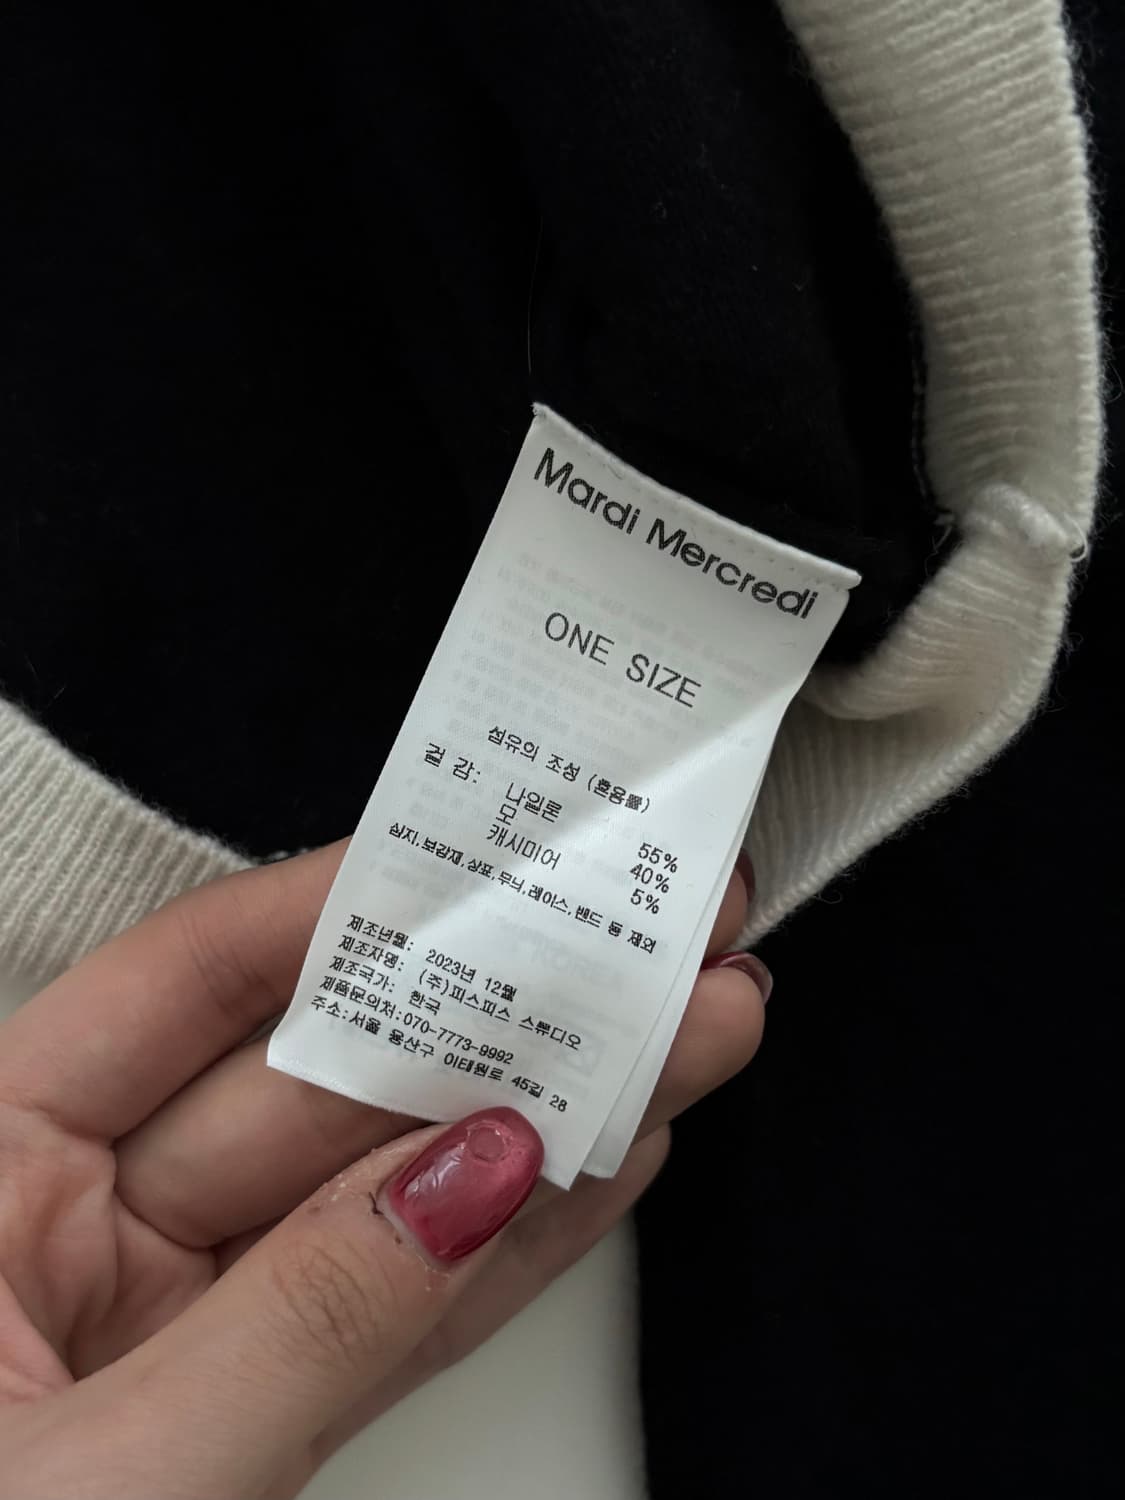 Mardi Mercredi
ONE SIZE
섬유의 조성 (혼용률)
겉 감:
나일론 55%
모 40%
캐시미어 5%
심지,보강재,상표,무늬,레이스,밴드 등 제외
제조년월: 2023년 12월
제조자명: (주)피스피스 스튜디오
제조국가: 한국
제품문의처:070-7773-9992
주소:서울 용산구 이태원로 45길 28